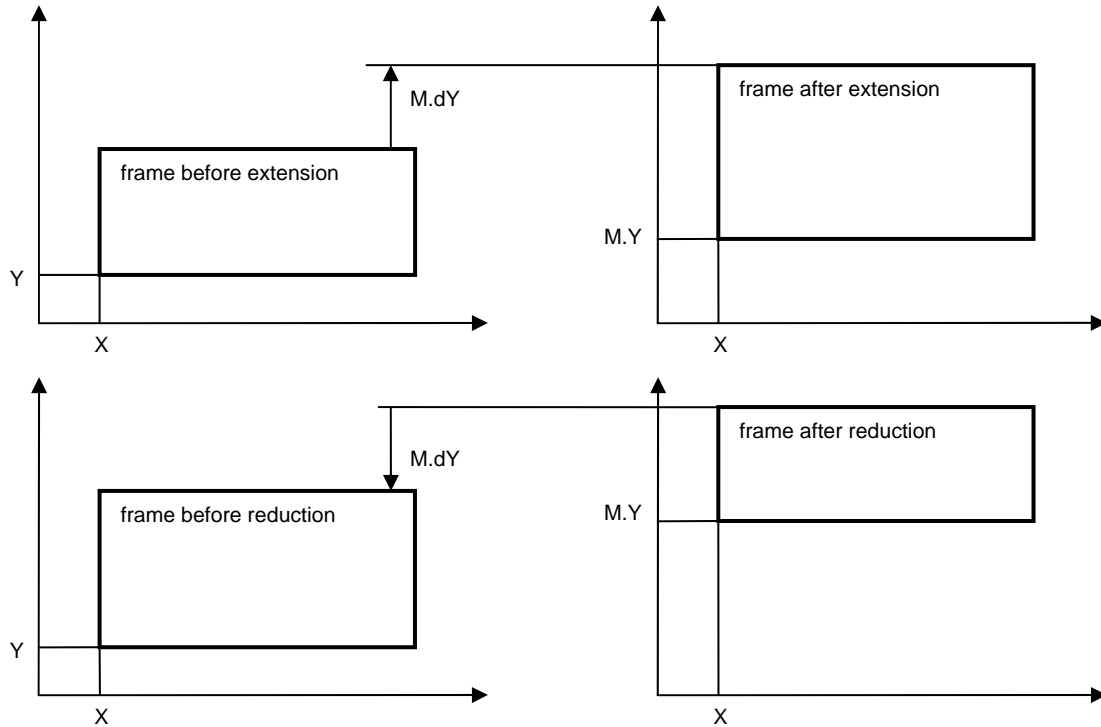 M.dY
frame before extension
Y
X
frame after extension
M.Y
X
M.dY
frame before reduction
Y
X
frame after reduction
M.Y
X